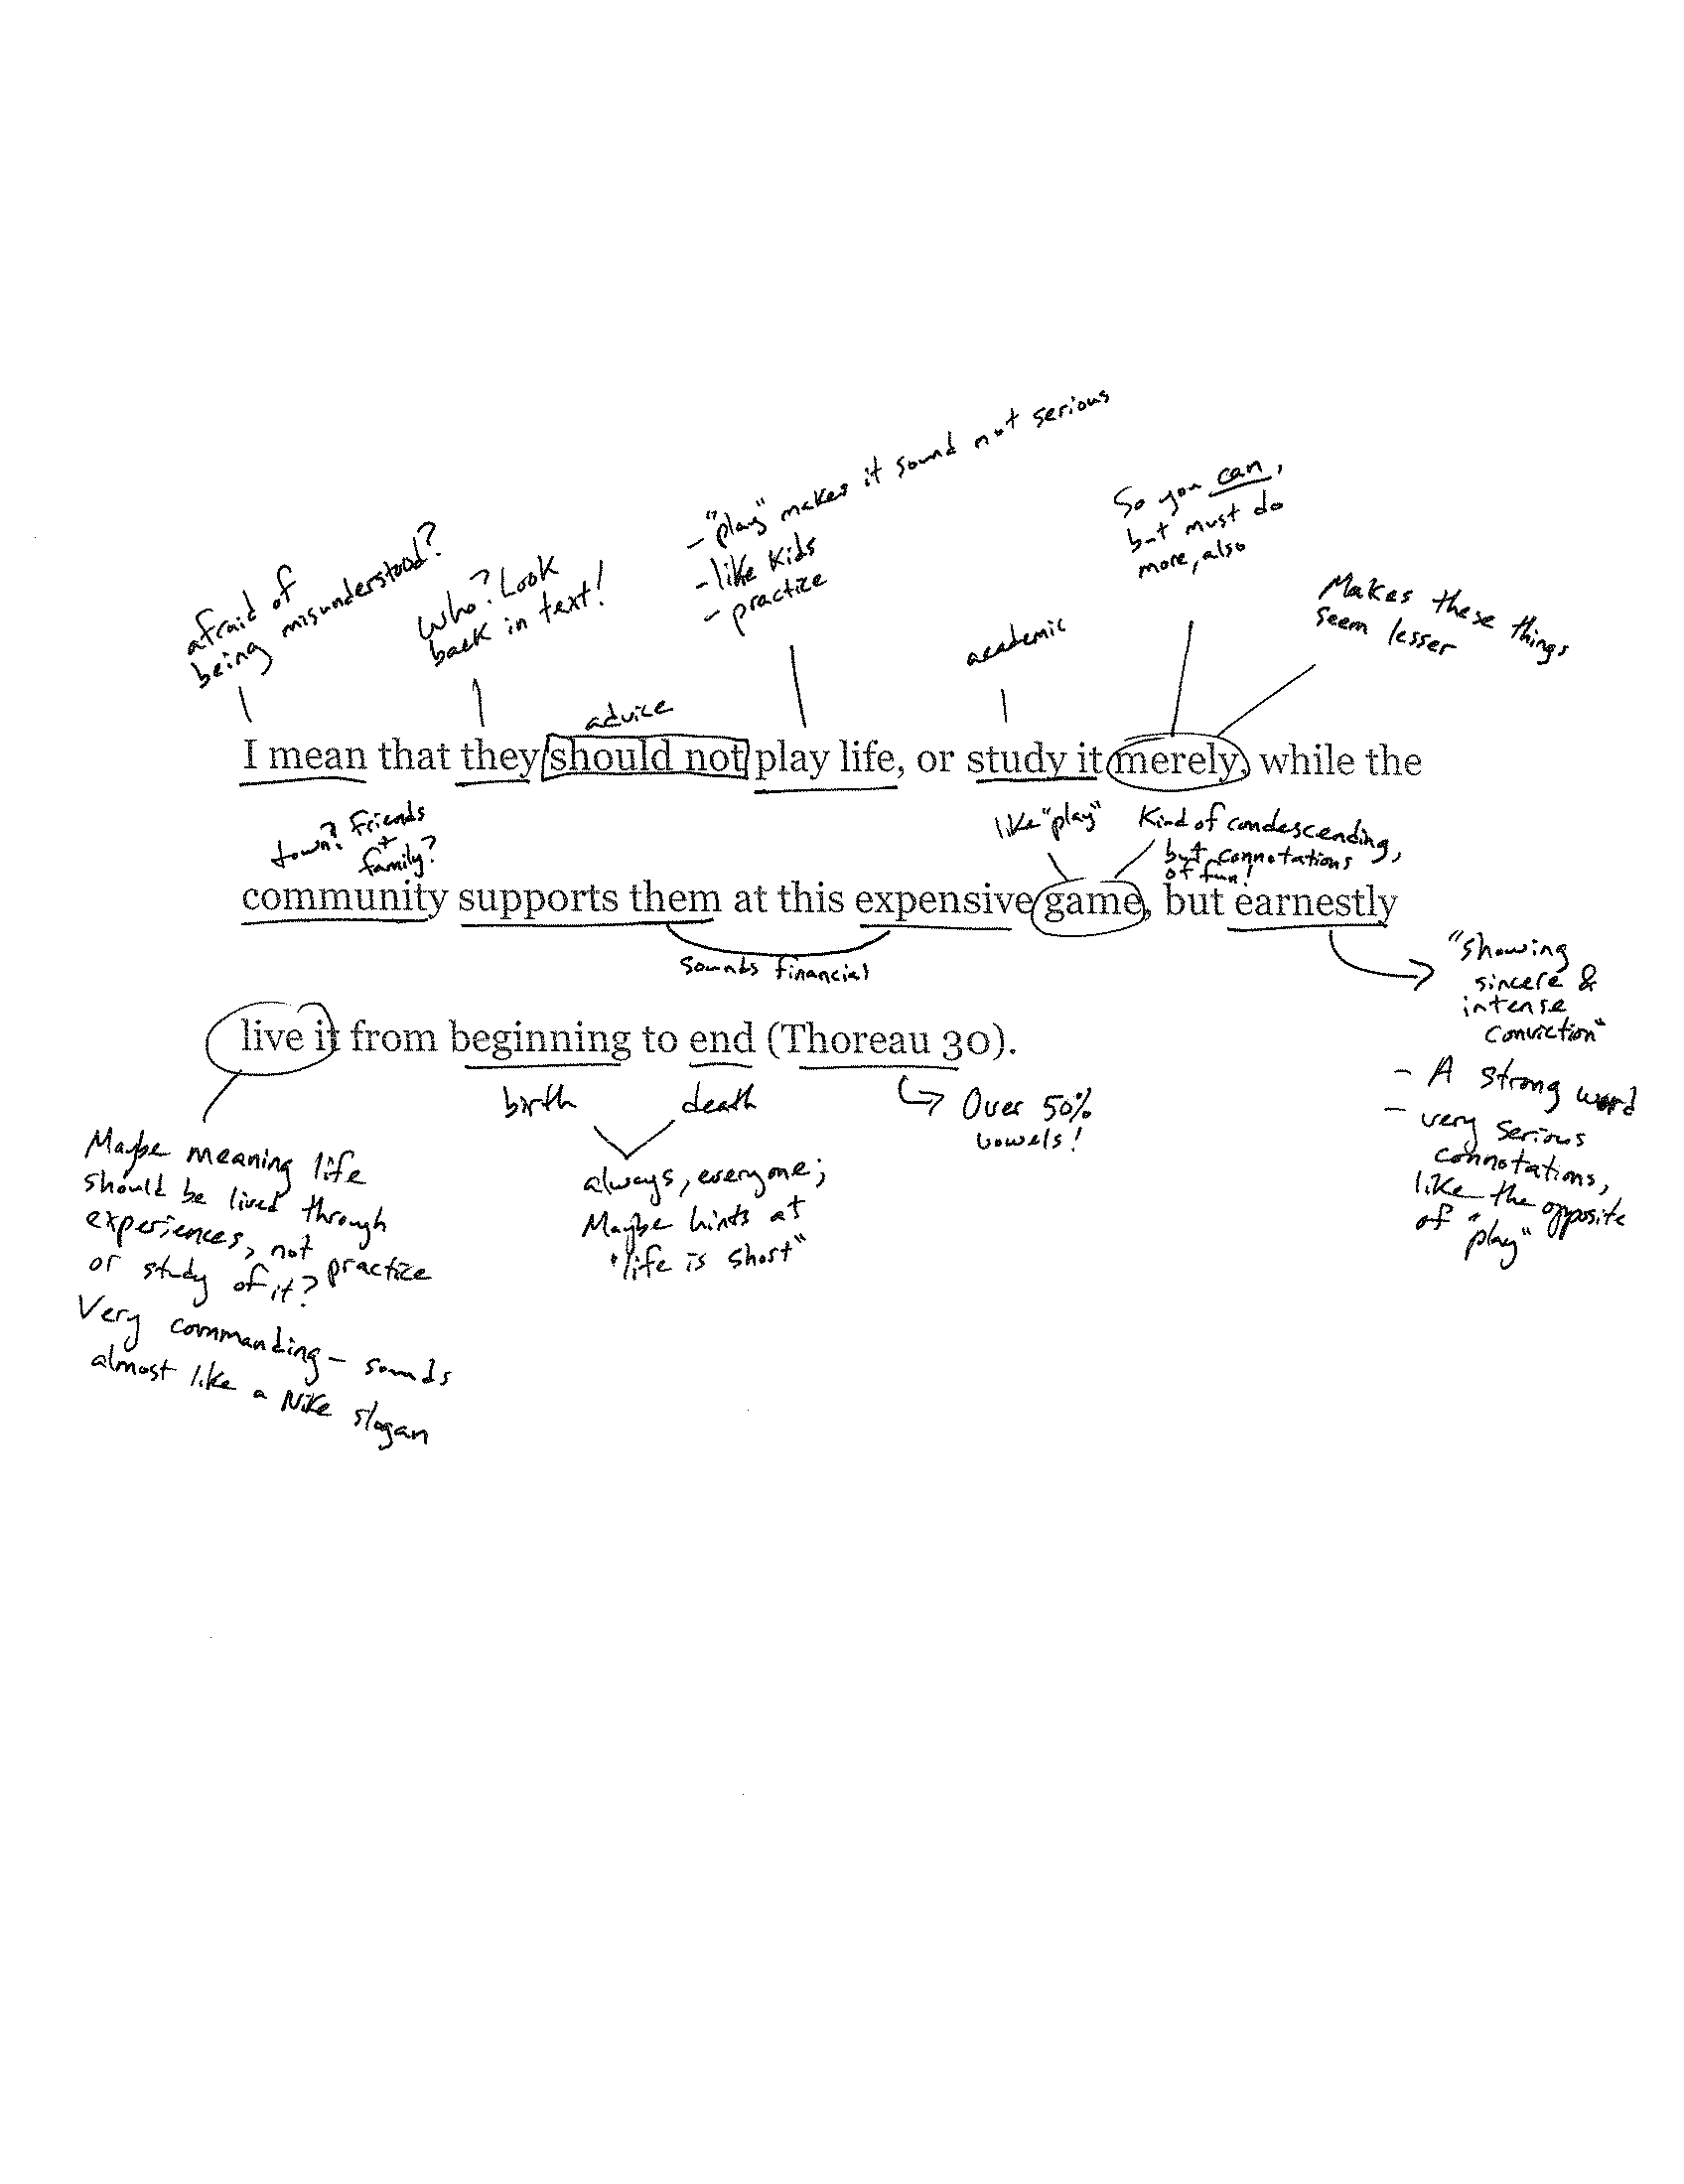 afraid of
being misunderstood?
Who? Look
back in text!
- "play" makes it sound not serious
- like kids
- practice
So you can,
but must do
more, also
academic
Makes these things
seem lesser
advice
I mean that they should not play life, or study it merely, while the
town? Friends
+
family?
like "play"
Kind of condescending,
but connotations
of fun!
community supports them at this expensive game, but earnestly
sounds financial
"showing
sincere &
intense
conviction"
- A strong word
- very serious
connotations,
like the opposite
of "play"
live it from beginning to end (Thoreau 30).
birth
death
Over 50%
vowels!
always, everyone;
Maybe hints at
"life is short"
Maybe meaning life
should be lived through
experiences, not practice
or study of it?
Very commanding - sounds
almost like a Nike slogan